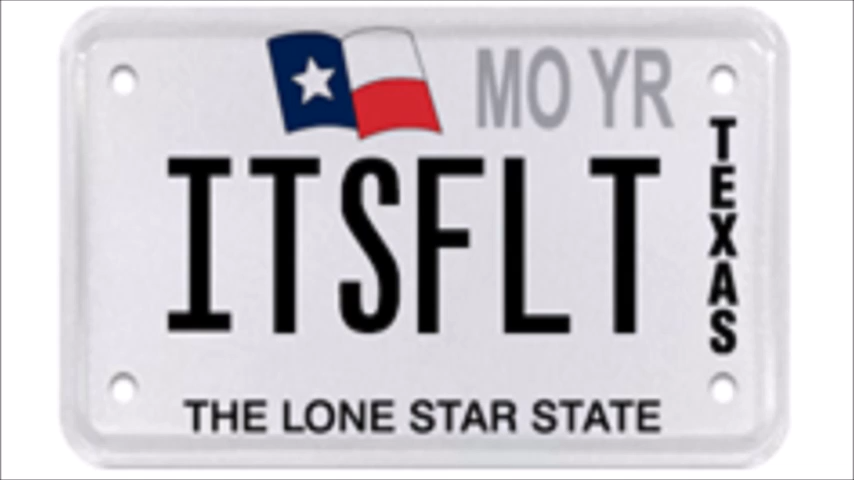 MO YR
ITSFLT
TEXAS
THE LONE STAR STATE